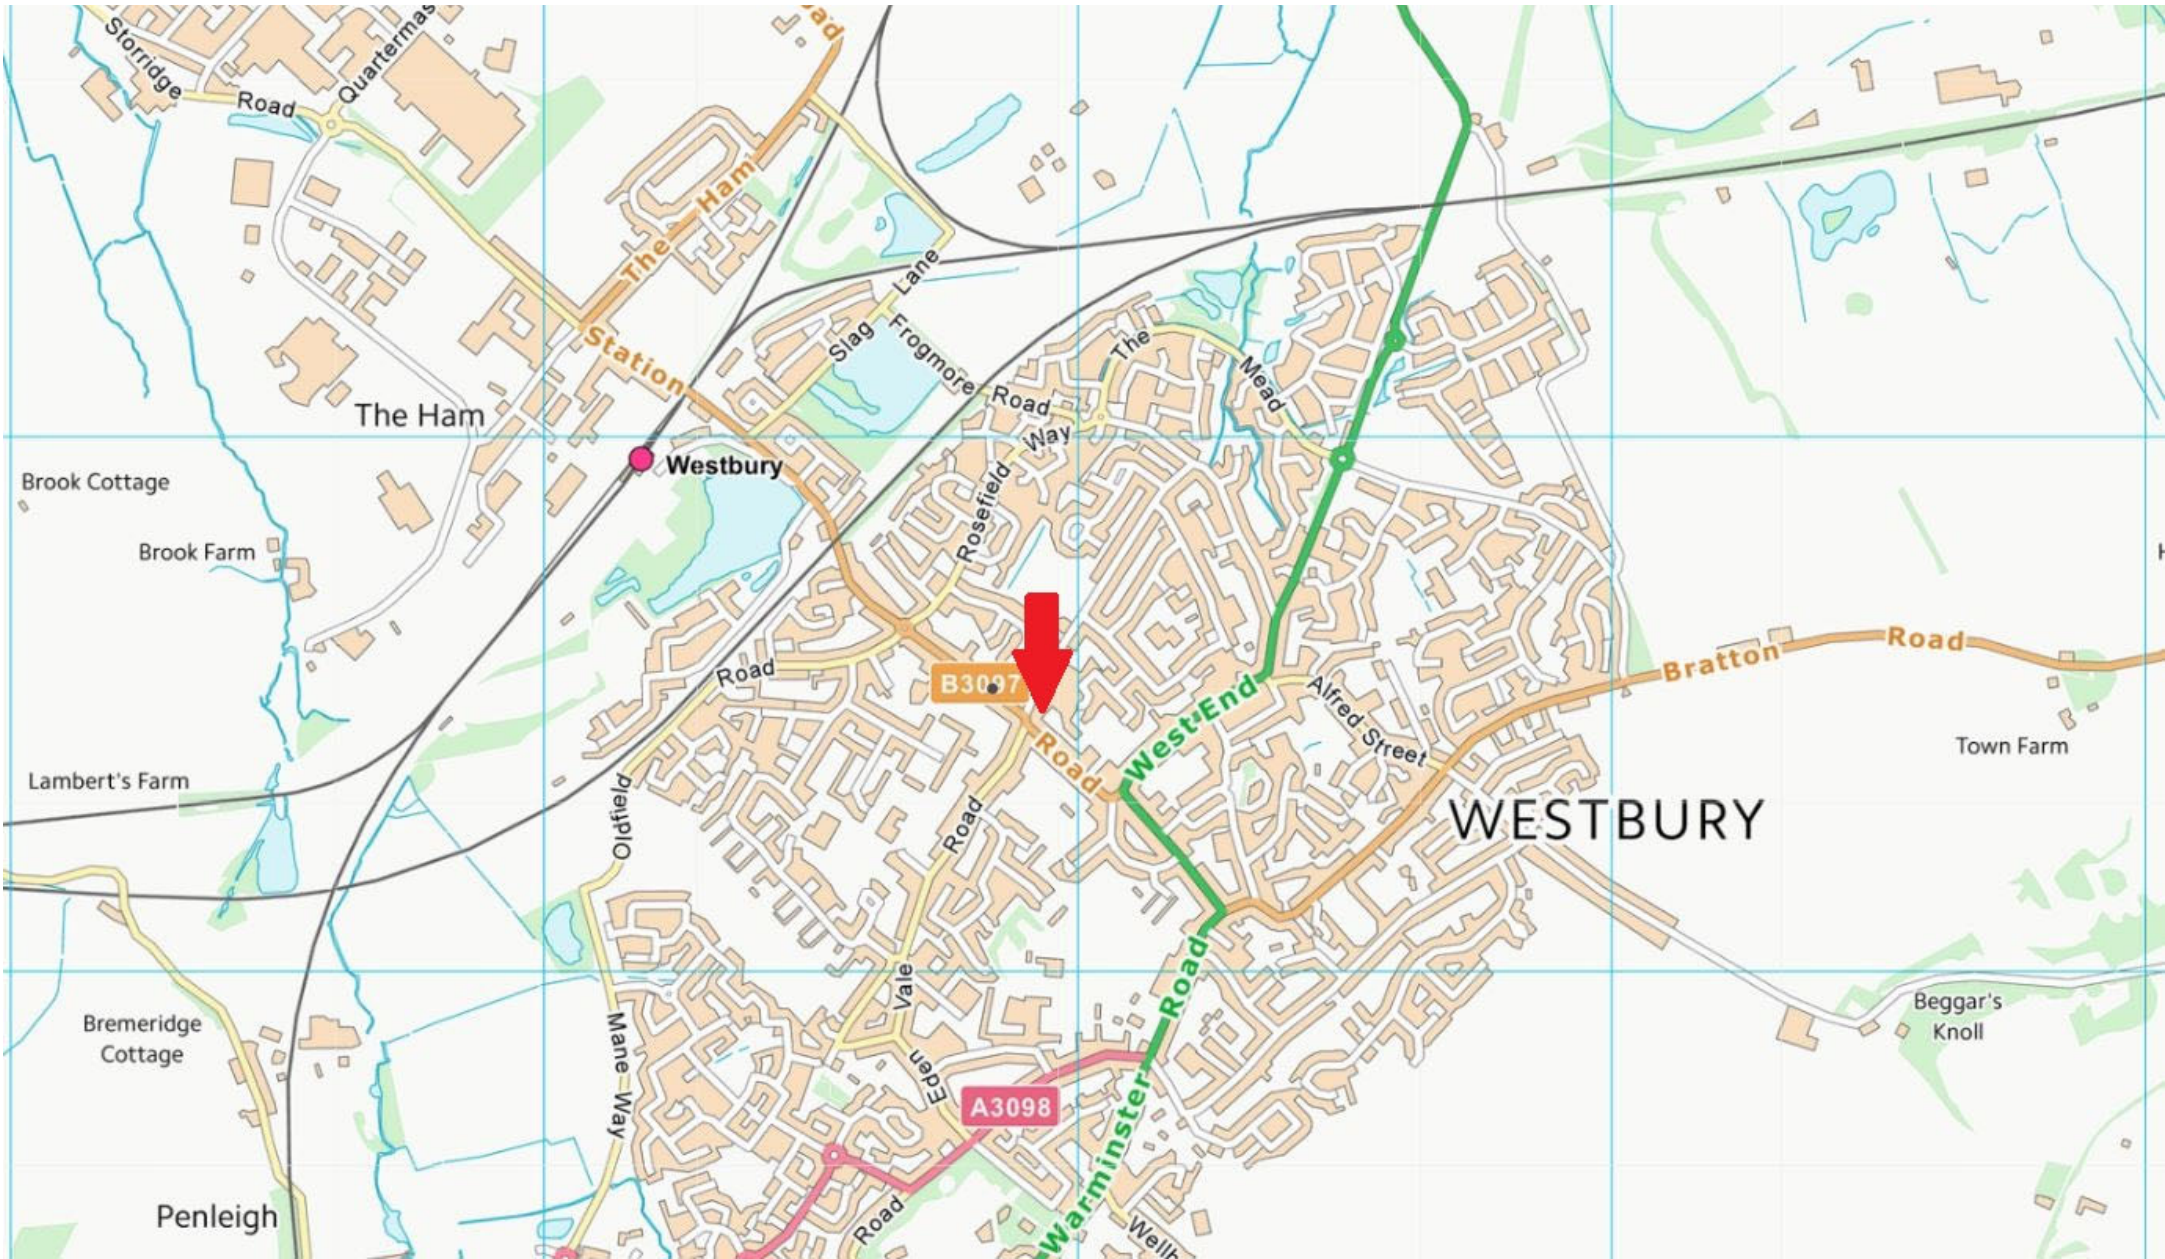 Storridge
Road
Quartermas
oad
The Ham
The Ham
Station
Slag
Lane
Frogmore
Road
The
Mead
Way
Rosefield
Westbury
Brook Cottage
Brook Farm
Road
B3097
Road
West End
Alfred Street
Bratton
Road
Town Farm
WESTBURY
Lambert's Farm
Oldfield
Road
Vale
Eden
Mane Way
Bremeridge
Cottage
Road
A3098
Warminster
Beggar's
Knoll
Penleigh
Road
Wellh
H